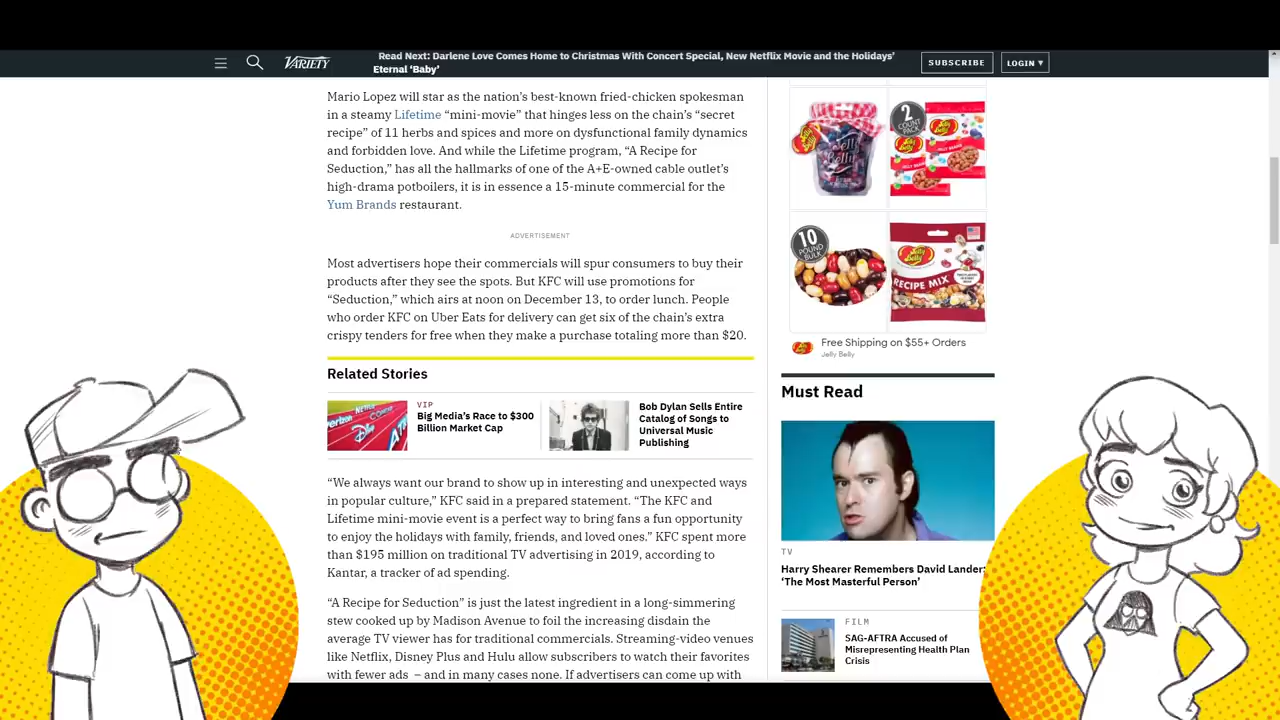 Read Next: Darlene Love Comes Home to Christmas With Concert Special, New Netflix Movie and the Holidays'
Eternal 'Baby'
VARIETY
SUBSCRIBE
LOGIN ▾
Mario Lopez will star as the nation's best-known fried-chicken spokesman
in a steamy Lifetime “mini-movie” that hinges less on the chain's “secret
recipe” of 11 herbs and spices and more on dysfunctional family dynamics
and forbidden love. And while the Lifetime program, “A Recipe for
Seduction,” has all the hallmarks of one of the A+E-owned cable outlet's
high-drama potboilers, it is in essence a 15-minute commercial for the
Yum Brands restaurant.
ADVERTISEMENT
Most advertisers hope their commercials will spur consumers to buy their
products after they see the spots. But KFC will use promotions for
“Seduction,” which airs at noon on December 13, to order lunch. People
who order KFC on Uber Eats for delivery can get six of the chain's extra
crispy tenders for free when they make a purchase totaling more than $20.
Related Stories
VIP
Big Media's Race to $300
Billion Market Cap
Bob Dylan Sells Entire
Catalog of Songs to
Universal Music
Publishing
“We always want our brand to show up in interesting and unexpected ways
in popular culture,” KFC said in a prepared statement. “The KFC and
Lifetime mini-movie event is a perfect way to bring fans a fun opportunity
to enjoy the holidays with family, friends, and loved ones.” KFC spent more
than $195 million on traditional TV advertising in 2019, according to
Kantar, a tracker of ad spending.
“A Recipe for Seduction” is just the latest ingredient in a long-simmering
stew cooked up by Madison Avenue to foil the increasing disdain the
average TV viewer has for traditional commercials. Streaming-video venues
like Netflix, Disney Plus and Hulu allow subscribers to watch their favorites
with fewer ads – and in many cases none. If advertisers can come up with
2
COUNT
PACK
Jelly Belly
10
POUND
BULK
Jelly Belly
RECIPE MIX
Free Shipping on $55+ Orders
Jelly Belly
Must Read
TV
Harry Shearer Remembers David Lander:
'The Most Masterful Person'
FILM
SAG-AFTRA Accused of
Misrepresenting Health Plan
Crisis